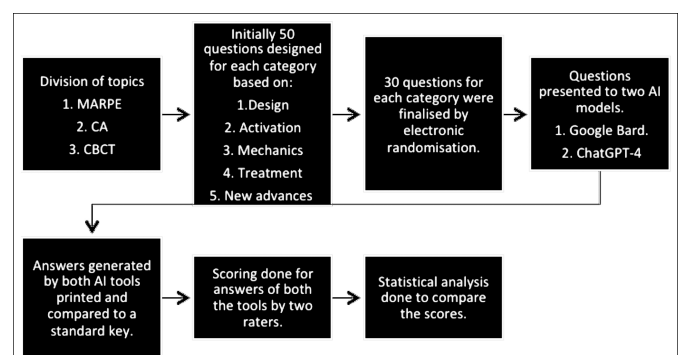 Division of topics
1. MARPE
2. CA
3. CBCT
Initially 50
questions designed
for each category
based on:
1.Design
2. Activation
3. Mechanics
4. Treatment
5. New advances
30 questions for
each category were
finalised by
electronic
randomisation.
Questions
presented to two AI
models.
1. Google Bard.
2. ChatGPT-4
Answers generated
by both AI tools
printed and
compared to a
standard key.
Scoring done for
answers of both
the tools by two
raters.
Statistical analysis
done to compare
the scores.